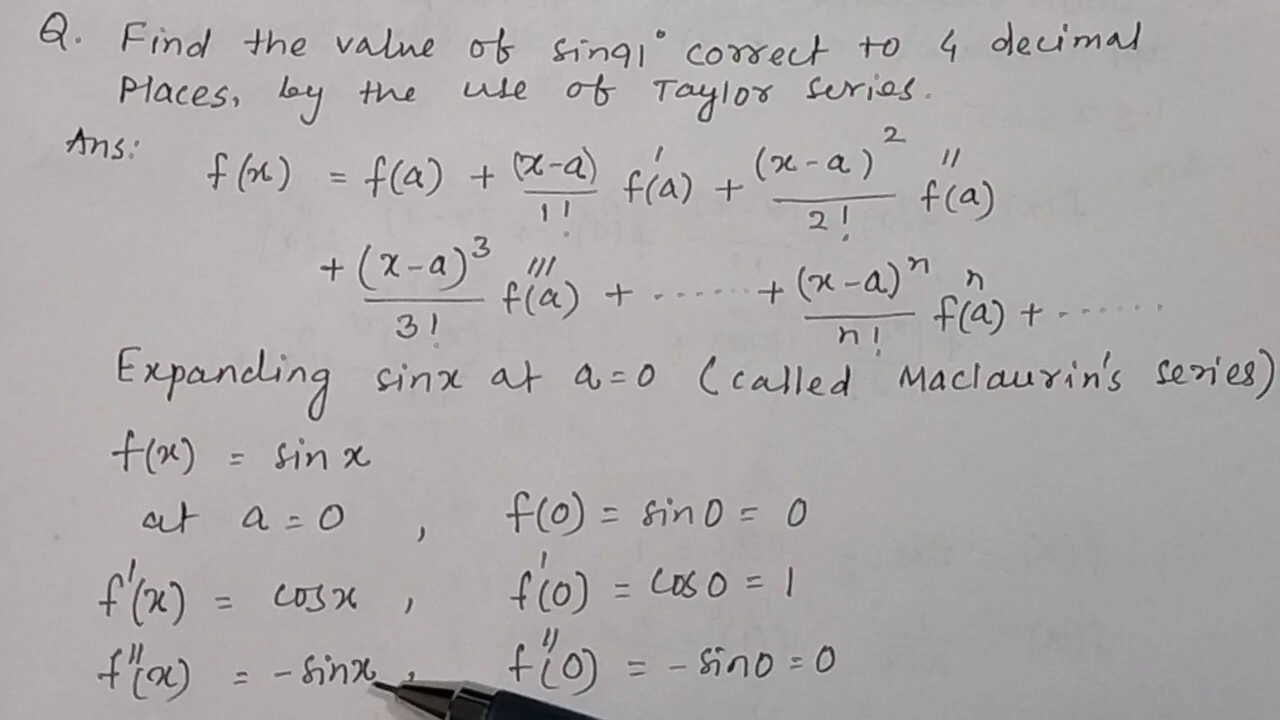 Q. Find the value of sin91° correct to 4 decimal
Places, by the use of Taylor series.
Ans:
f(x) = f(a) + (x-a)/1! f'(a) + (x-a)²/2! f''(a)
+ (x-a)³/3! f'''(a) + ...... + (x-a)ⁿ/n! fⁿ(a) + ......
Expanding sinx at a=0 (called Maclaurin's series)
f(x) = sin x
at a=0 , f(0) = sin0 = 0
f'(x) = cosx , f'(0) = cos0 = 1
f''(x) = -sinx , f''(0) = -sin0 = 0